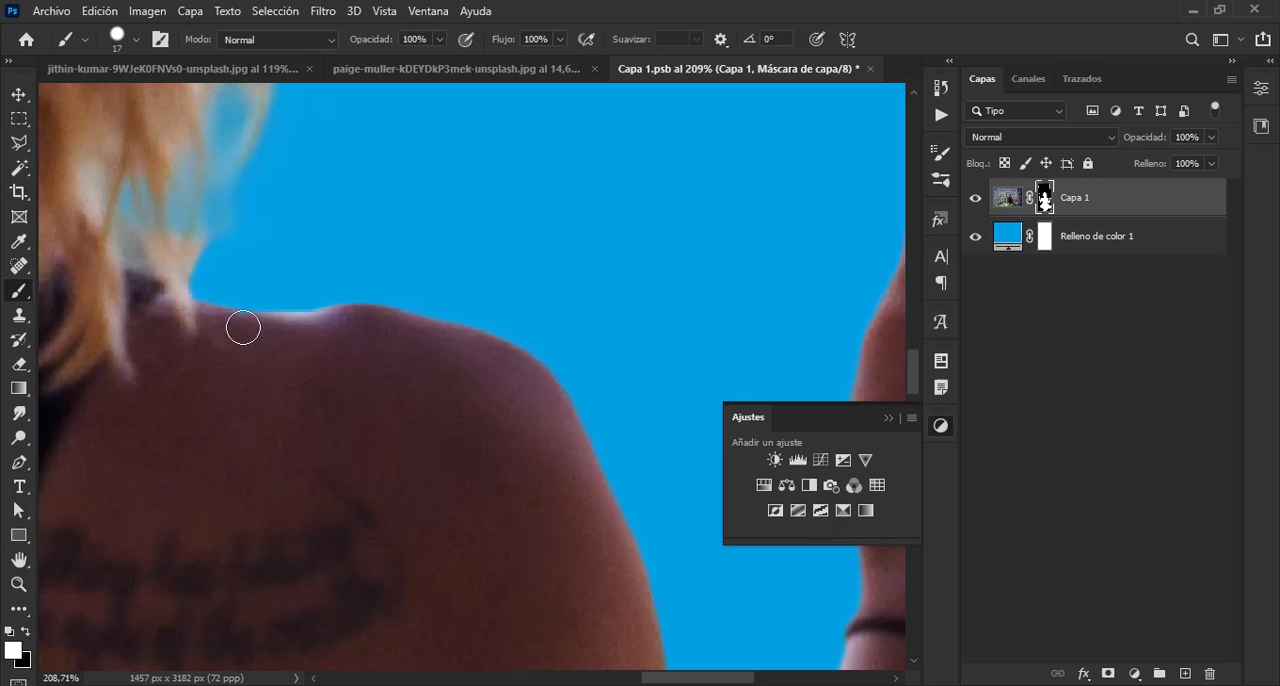 Ps Archivo Edición Imagen Capa Texto Selección Filtro 3D Vista Ventana Ayuda
17 Modo: Normal Opacidad: 100% Flujo: 100% Suavizar: 0°
jithin-kumar-9WJeK0FNVs0-unsplash.jpg al 119%... × paige-muller-kDEYDkP3mek-unsplash.jpg al 14,6... × Capa 1.psb al 209% (Capa 1, Máscara de capa/8) * ×
Capas Canales Trazados
Tipo
Normal Opacidad: 100%
Bloq.: Relleno: 100%
Capa 1
Relleno de color 1
Ajustes
Añadir un ajuste
208,71% 1457 px x 3182 px (72 ppp)